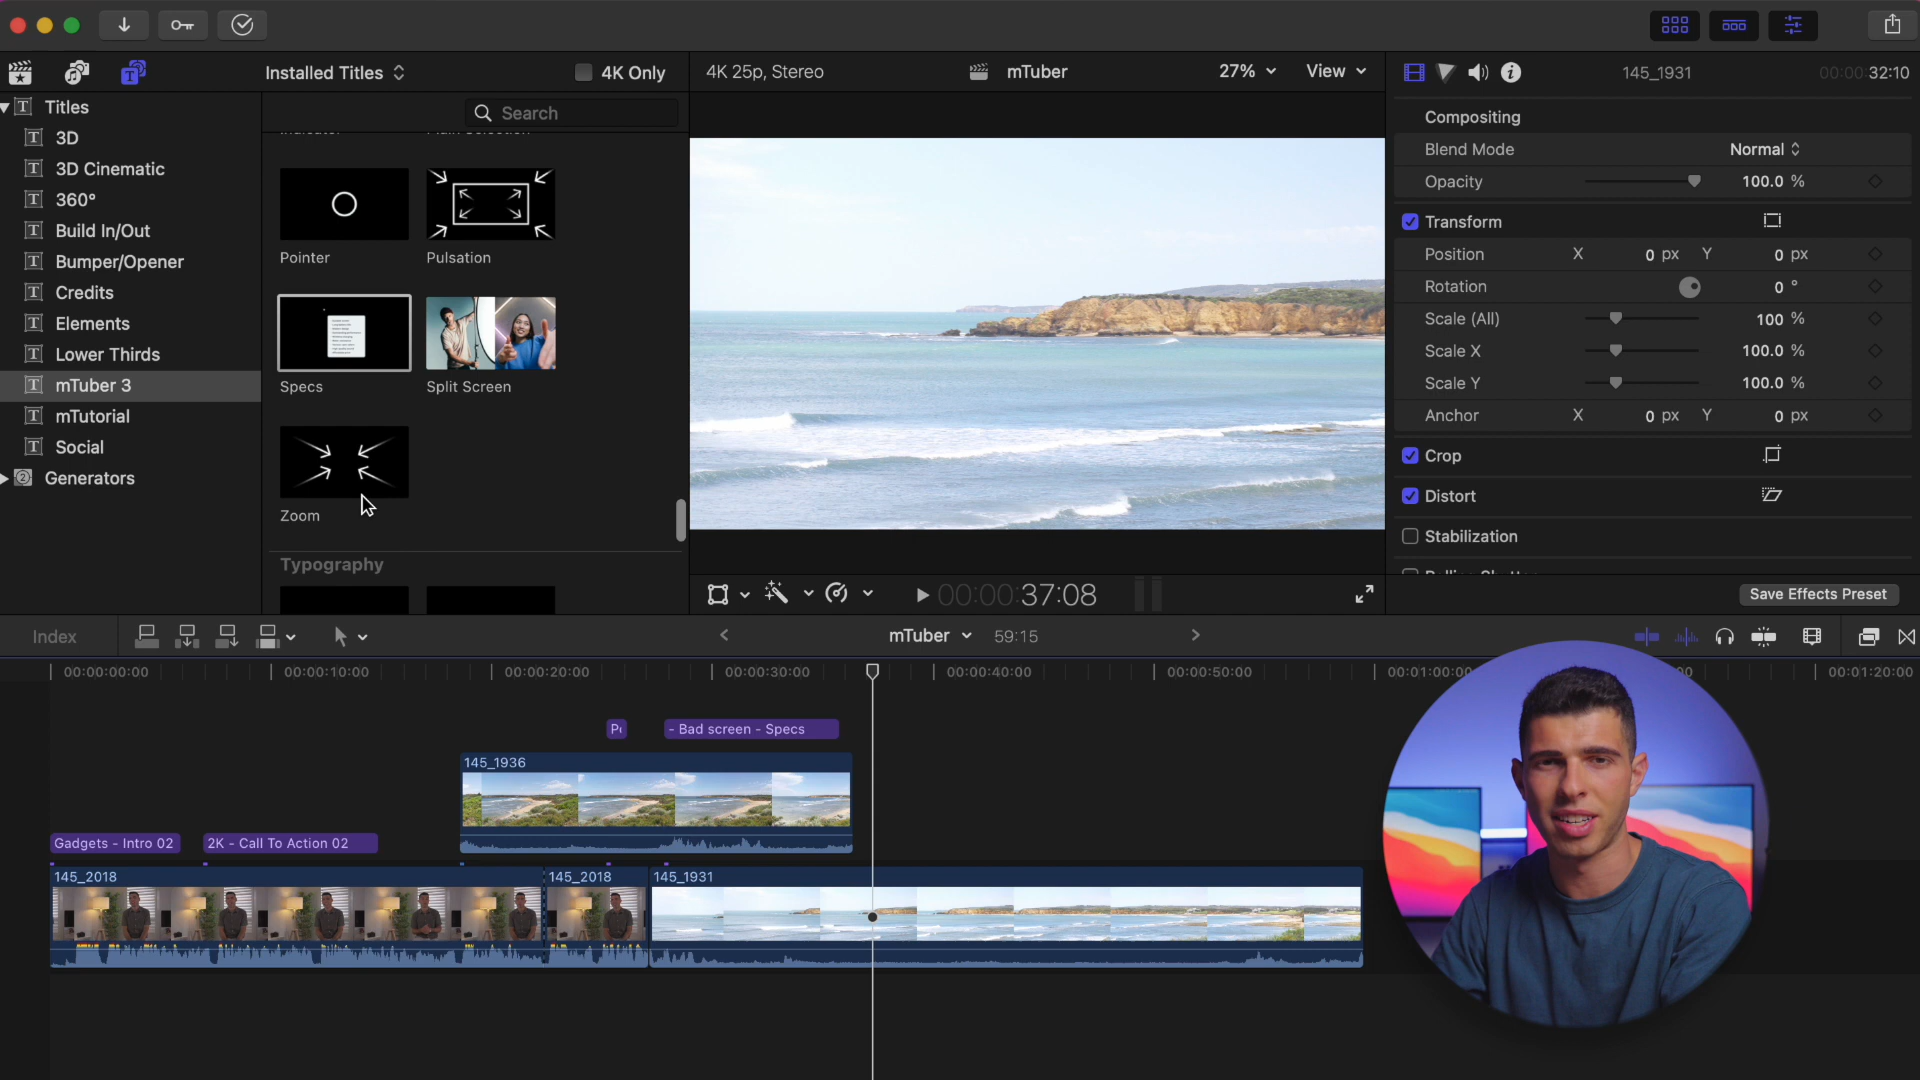 Installed Titles
4K Only
4K 25p, Stereo
mTuber
27%
View
145_1931
00:00:32:10
Titles
Search
3D
3D Cinematic
360°
Build In/Out
Bumper/Opener
Credits
Elements
Lower Thirds
mTuber 3
mTutorial
Social
Generators
Pointer
Pulsation
Specs
Split Screen
Zoom
Typography
Compositing
Blend Mode
Normal
Opacity
100.0 %
Transform
Position X 0 px Y 0 px
Rotation 0 °
Scale (All) 100 %
Scale X 100.0 %
Scale Y 100.0 %
Anchor X 0 px Y 0 px
Crop
Distort
Stabilization
Save Effects Preset
00:00:37:08
Index
mTuber
59:15
00:00:00:00
00:00:10:00
00:00:20:00
00:00:30:00
00:00:40:00
00:00:50:00
00:01:20:00
- Bad screen - Specs
145_1936
Gadgets - Intro 02
2K - Call To Action 02
145_2018
145_2018
145_1931